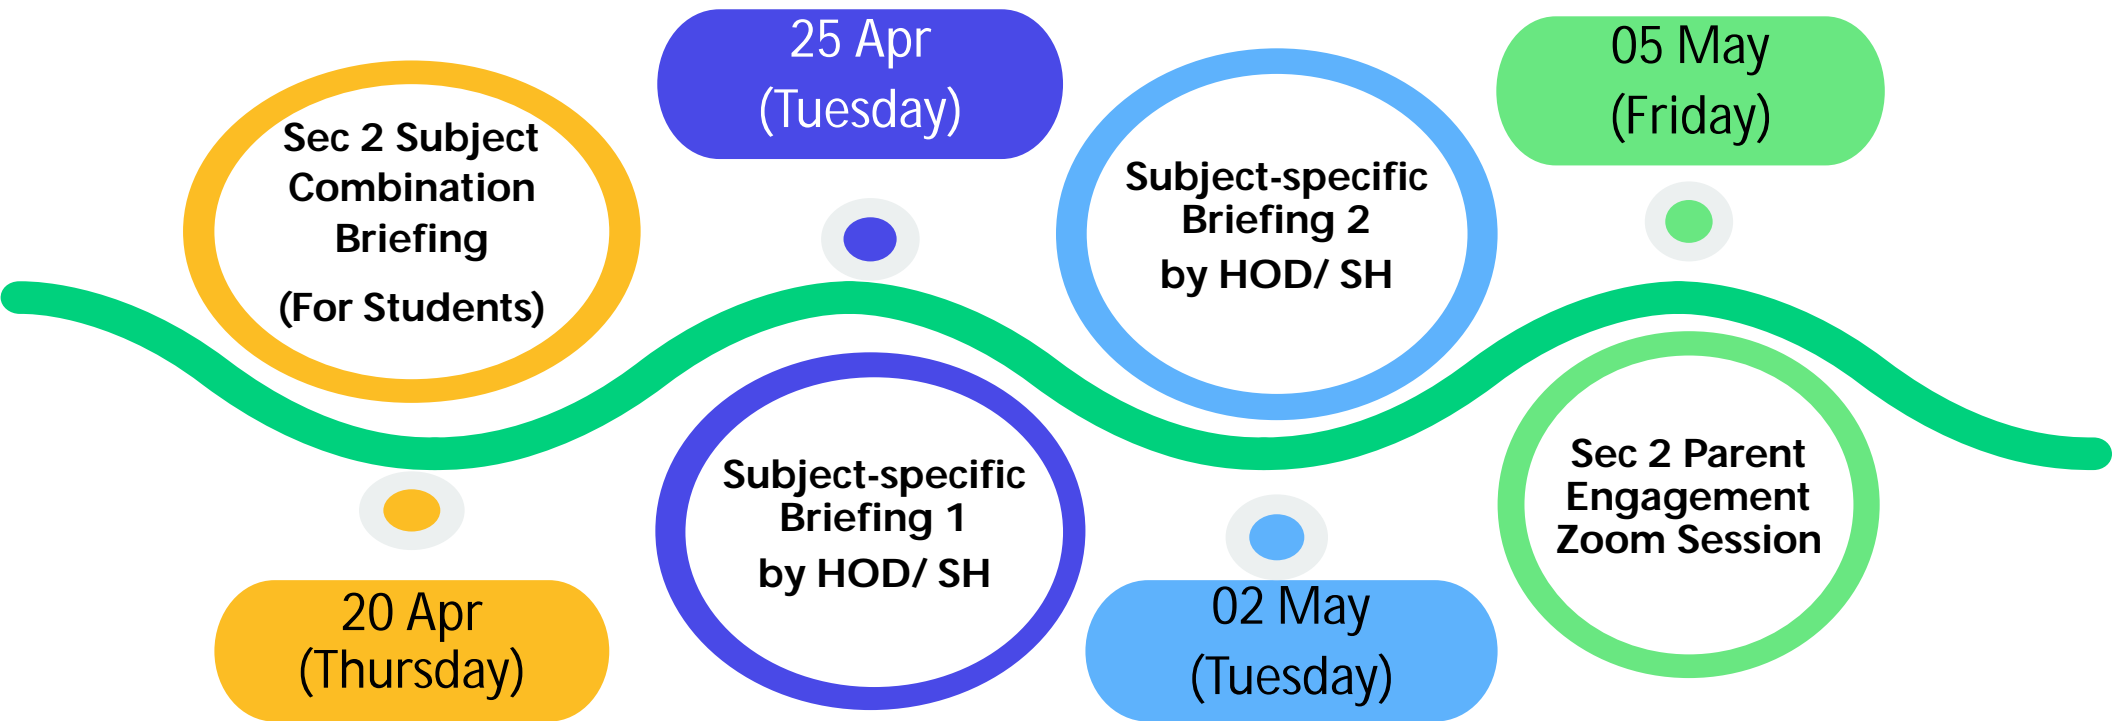 Sec 2 Subject
Combination
Briefing
(For Students)
20 Apr
(Thursday)
25 Apr
(Tuesday)
Subject-specific
Briefing 1
by HOD/ SH
Subject-specific
Briefing 2
by HOD/ SH
02 May
(Tuesday)
05 May
(Friday)
Sec 2 Parent
Engagement
Zoom Session